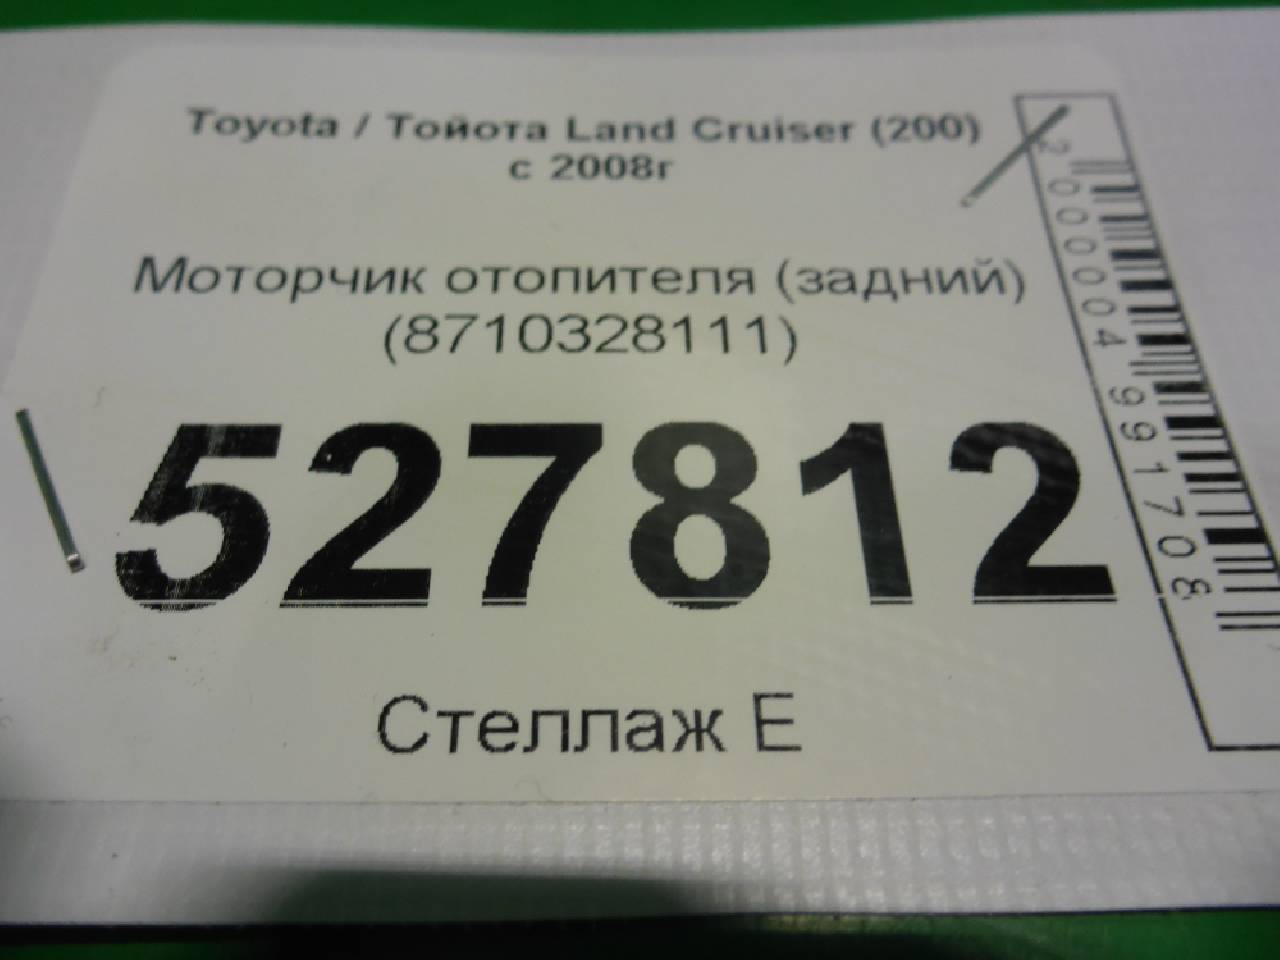 Toyota / Тойота Land Cruiser (200)
с 2008г
Моторчик отопителя (задний)
(8710328111)
527812
Стеллаж Е
2000004991708